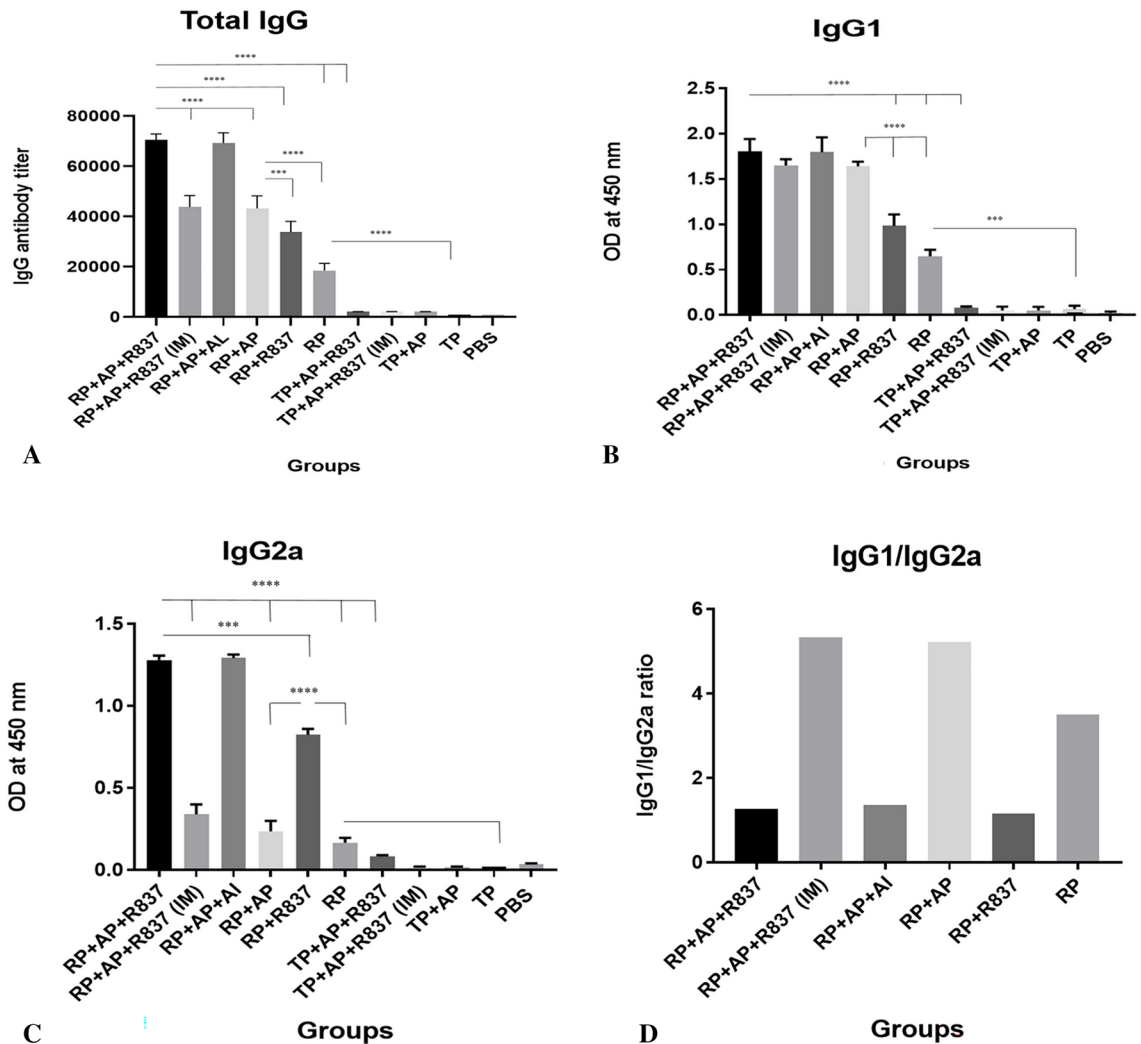 Total IgG
****
****
****
****
***
****
80000
60000
40000
20000
0
IgG antibody titer
RP+AP+R837
RP+AP+R837 (IM)
RP+AP+AL
RP+AP
RP+R837
RP
TP+AP+R837
TP+AP+R837 (IM)
TP+AP
TP
PBS
A
Groups
IgG1
****
****
***
2.5
2.0
1.5
1.0
0.5
0.0
OD at 450 nm
RP+AP+R837
RP+AP+R837 (IM)
RP+AP+Al
RP+AP
RP+R837
RP
TP+AP+R837
TP+AP+R837 (IM)
TP+AP
TP
PBS
B
Groups
IgG2a
****
***
****
1.5
1.0
0.5
0.0
OD at 450 nm
RP+AP+R837
RP+AP+R837 (IM)
RP+AP+Al
RP+AP
RP+R837
RP
TP+AP+R837
TP+AP+R837 (IM)
TP+AP
TP
PBS
C
Groups
IgG1/IgG2a
6
4
2
0
IgG1/IgG2a ratio
RP+AP+R837
RP+AP+R837 (IM)
RP+AP+Al
RP+AP
RP+R837
RP
D
Groups